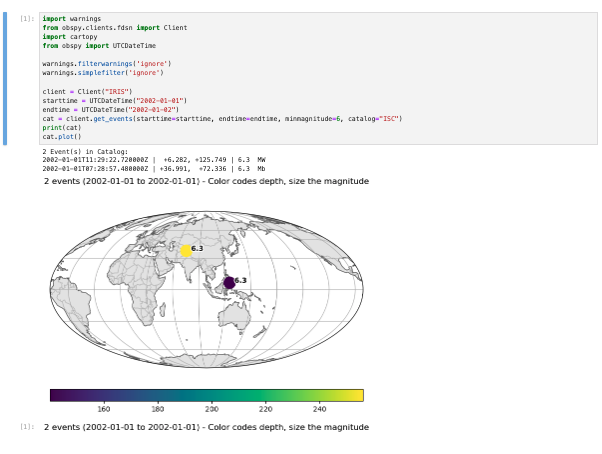 [1]:
import warnings
from obspy.clients.fdsn import Client
import cartopy
from obspy import UTCDateTime
warnings.filterwarnings('ignore')
warnings.simplefilter('ignore')
client = Client("IRIS")
starttime = UTCDateTime("2002-01-01")
endtime = UTCDateTime("2002-01-02")
cat = client.get_events(starttime=starttime, endtime=endtime, minmagnitude=6, catalog="ISC")
print(cat)
cat.plot()
2 Event(s) in Catalog:
2002-01-01T11:29:22.720000Z | +6.282, +125.749 | 6.3 MW
2002-01-01T07:28:57.480000Z | +36.991, +72.336 | 6.3 Mb
2 events (2002-01-01 to 2002-01-01) - Color codes depth, size the magnitude
6.3
6.3
160 180 200 220 240
[1]: 2 events (2002-01-01 to 2002-01-01) - Color codes depth, size the magnitude